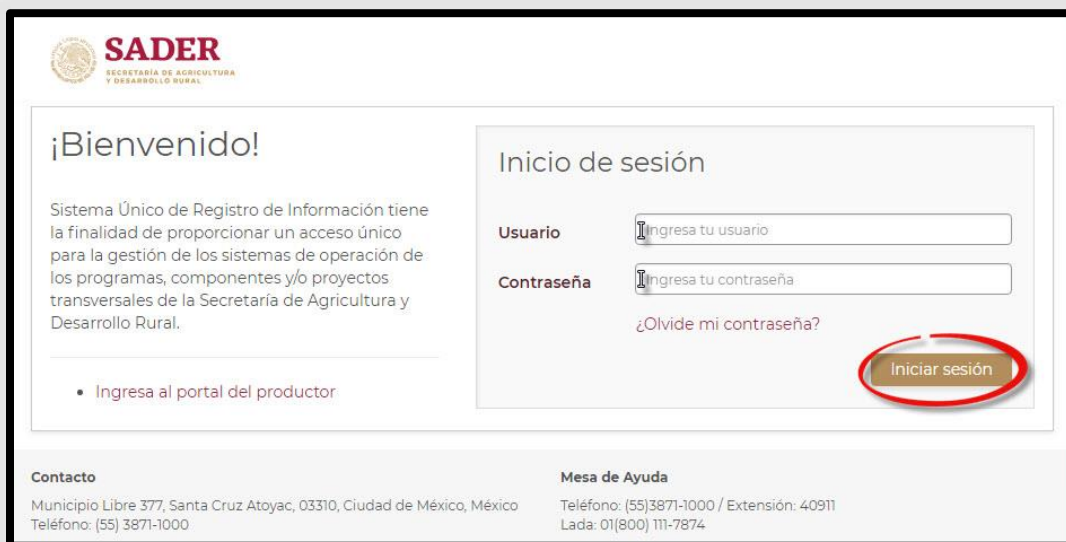 SADER
SECRETARÍA DE AGRICULTURA
Y DESARROLLO RURAL
¡Bienvenido!
Sistema Único de Registro de Información tiene
la finalidad de proporcionar un acceso único
para la gestión de los sistemas de operación de
los programas, componentes y/o proyectos
transversales de la Secretaría de Agricultura y
Desarrollo Rural.
• Ingresa al portal del productor
Inicio de sesión
Usuario
Ingresa tu usuario
Contraseña
Ingresa tu contraseña
¿Olvide mi contraseña?
Iniciar sesión
Contacto
Municipio Libre 377, Santa Cruz Atoyac, 03310, Ciudad de México, México
Teléfono: (55) 3871-1000
Mesa de Ayuda
Teléfono: (55)3871-1000 / Extensión: 40911
Lada: 01(800) 111-7874